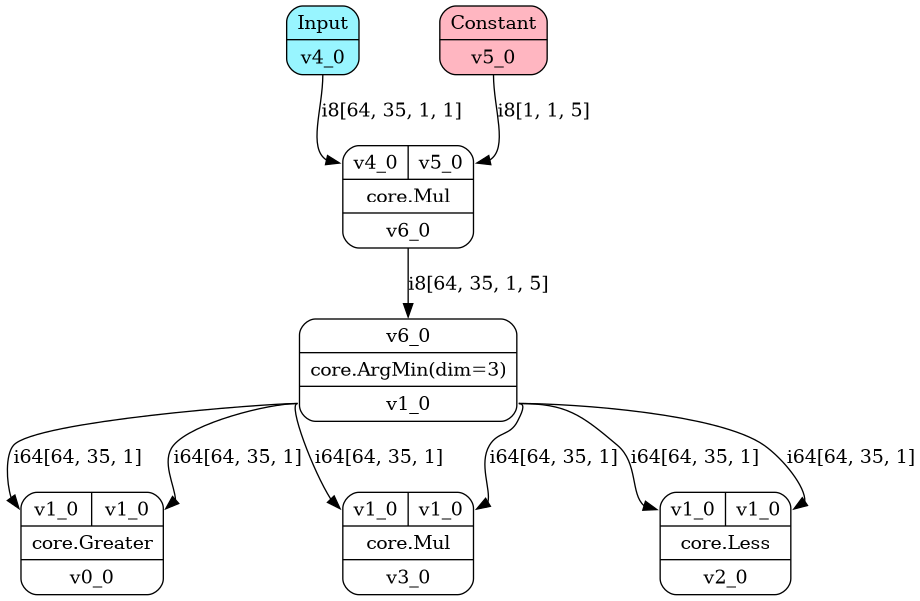 Input
v4_0
Constant
v5_0
i8[64, 35, 1, 1]
i8[1, 1, 5]
v4_0 v5_0
core.Mul
v6_0
i8[64, 35, 1, 5]
v6_0
core.ArgMin(dim=3)
v1_0
i64[64, 35, 1] i64[64, 35, 1] i64[64, 35, 1] i64[64, 35, 1] i64[64, 35, 1] i64[64, 35, 1]
v1_0 v1_0
core.Greater
v0_0
v1_0 v1_0
core.Mul
v3_0
v1_0 v1_0
core.Less
v2_0